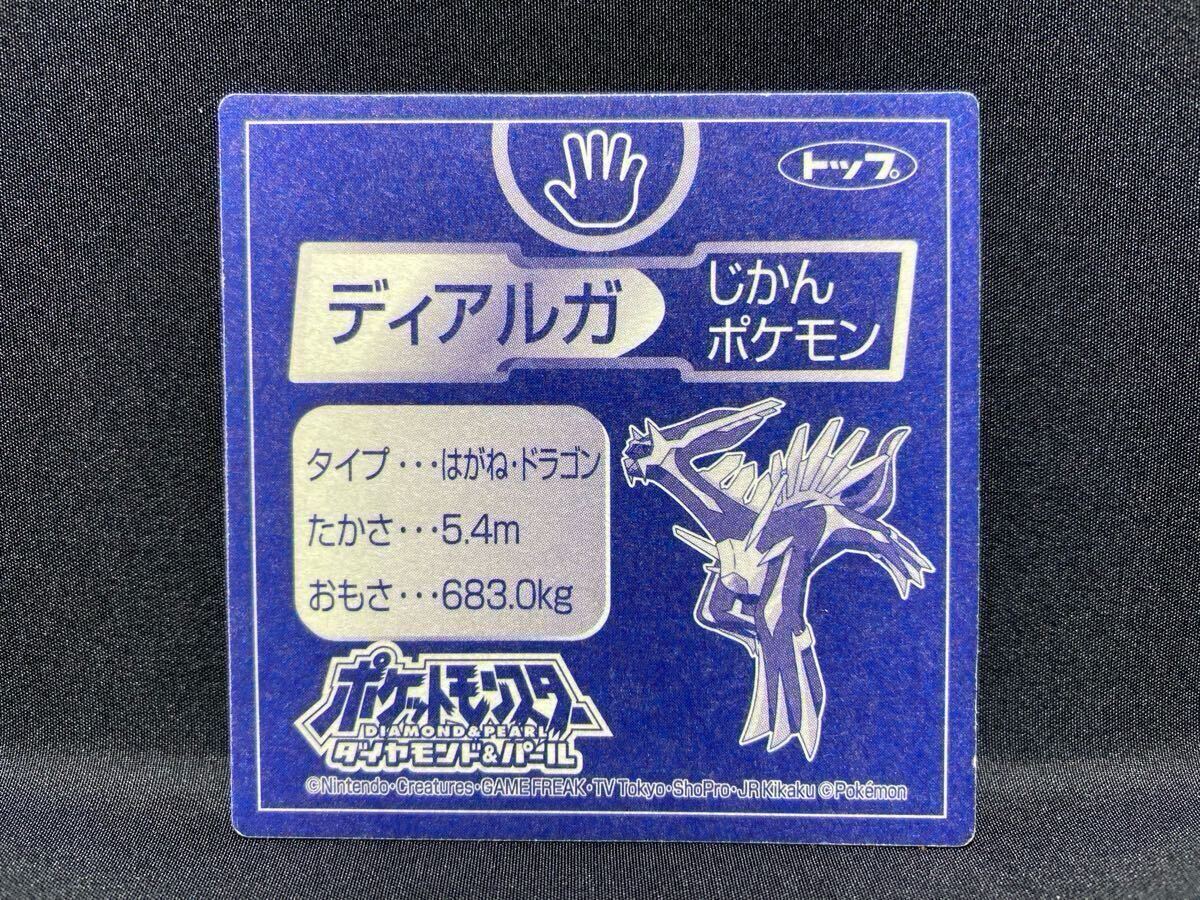 トップ。
ディアルガ
じかん
ポケモン
タイプ・・・はがね・ドラゴン
たかさ・・・5.4m
おもさ・・・683.0kg
ポケットモンスター
DIAMOND&PEARL
ダイヤモンド&パール
©Nintendo・Creatures・GAME FREAK・TV Tokyo・ShoPro・JR Kikaku ©Pokémon